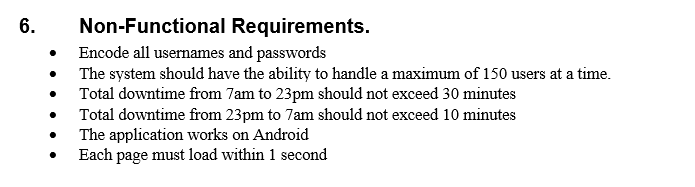 6. Non-Functional Requirements.
• Encode all usernames and passwords
• The system should have the ability to handle a maximum of 150 users at a time.
• Total downtime from 7am to 23pm should not exceed 30 minutes
• Total downtime from 23pm to 7am should not exceed 10 minutes
• The application works on Android
• Each page must load within 1 second